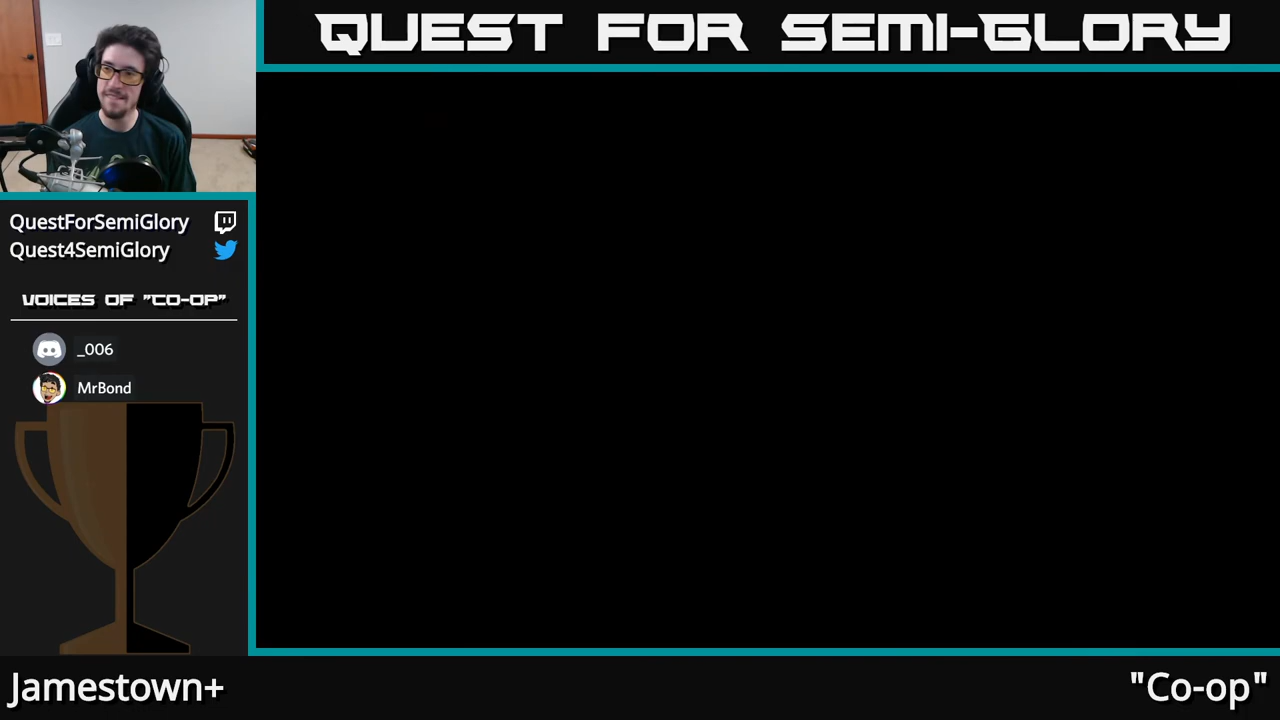 QUEST FOR SEMI-GLORY
QuestForSemiGlory
Quest4SemiGlory
VOICES OF "CO-OP"
_006
MrBond
Jamestown+
"Co-op"